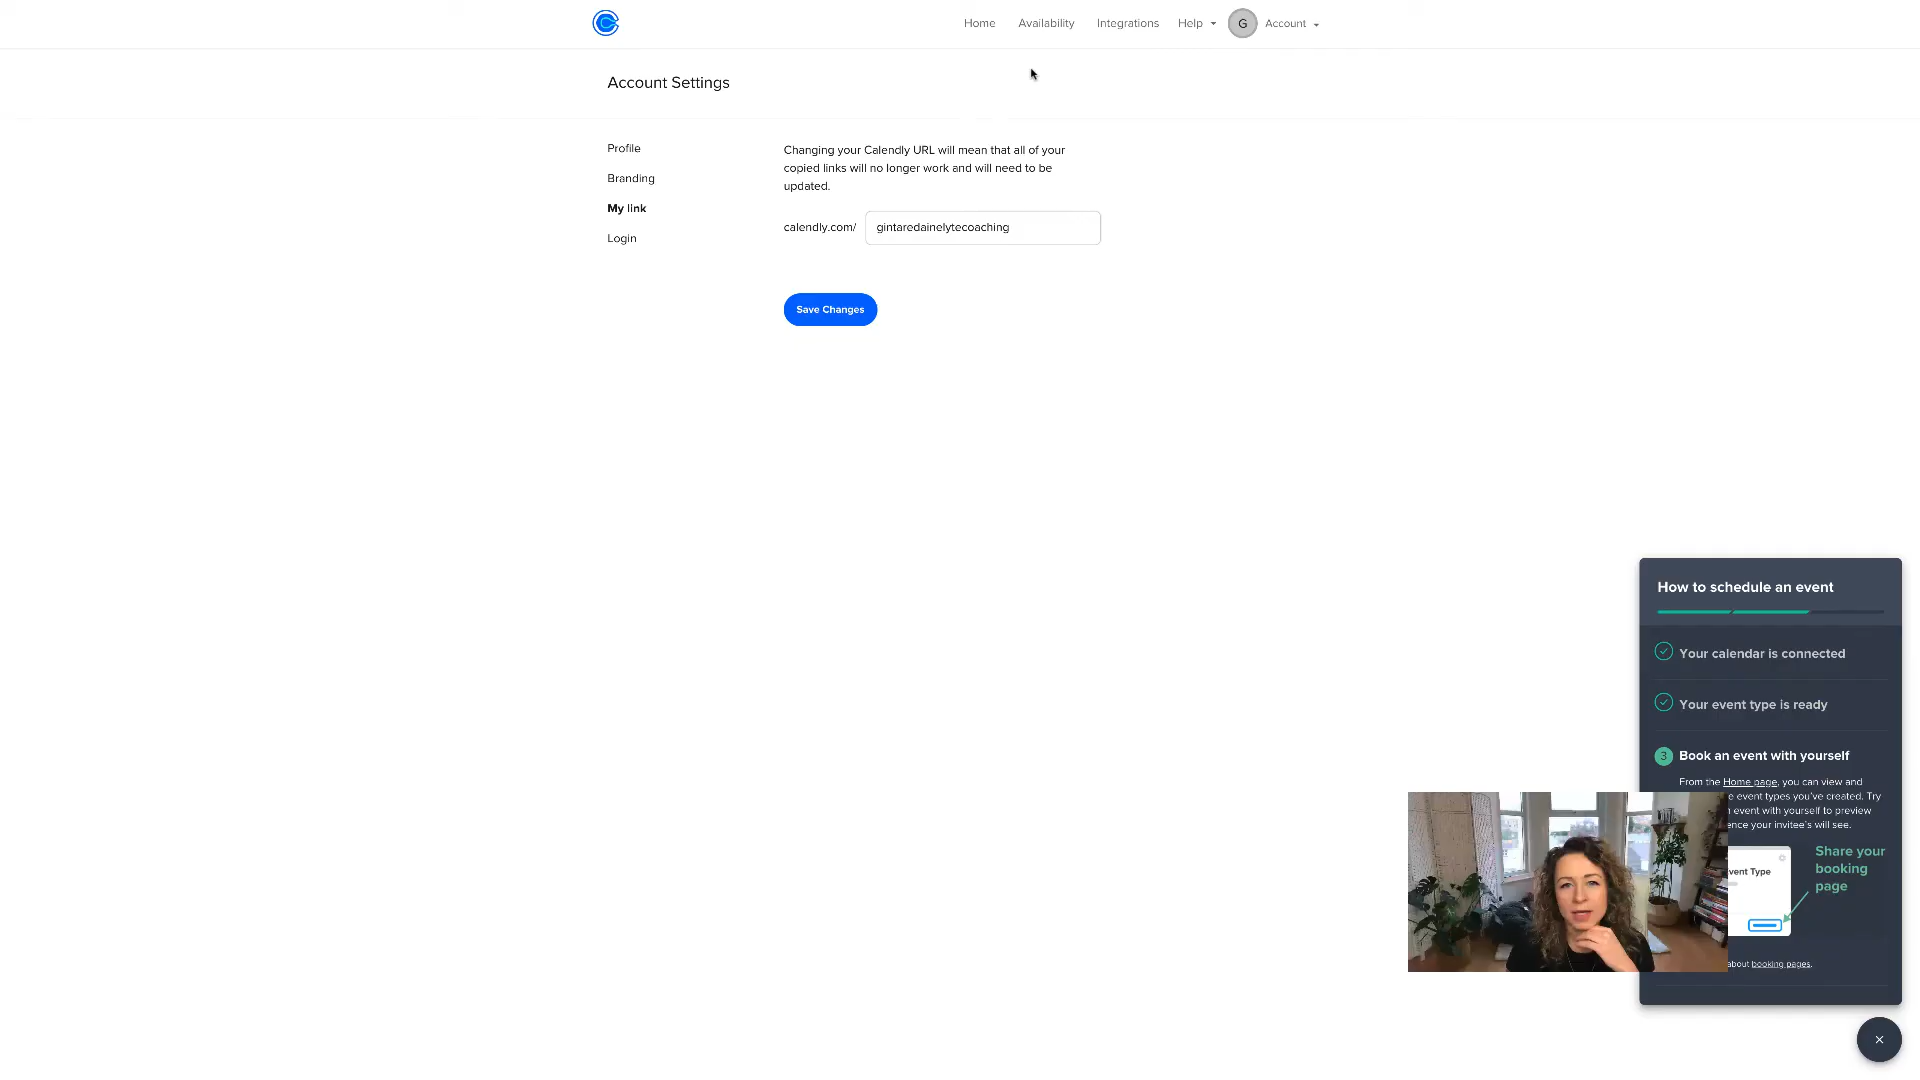 Home Availability Integrations Help G Account
Account Settings
Profile
Branding
My link
Login
Changing your Calendly URL will mean that all of your
copied links will no longer work and will need to be
updated.
calendly.com/ gintaredainelytecoaching
Save Changes
How to schedule an event
Your calendar is connected
Your event type is ready
3 Book an event with yourself
From the Home page, you can view and
event types you've created. Try
event with yourself to preview
your invitee's will see.
Type
Share your
booking
page
about booking pages.